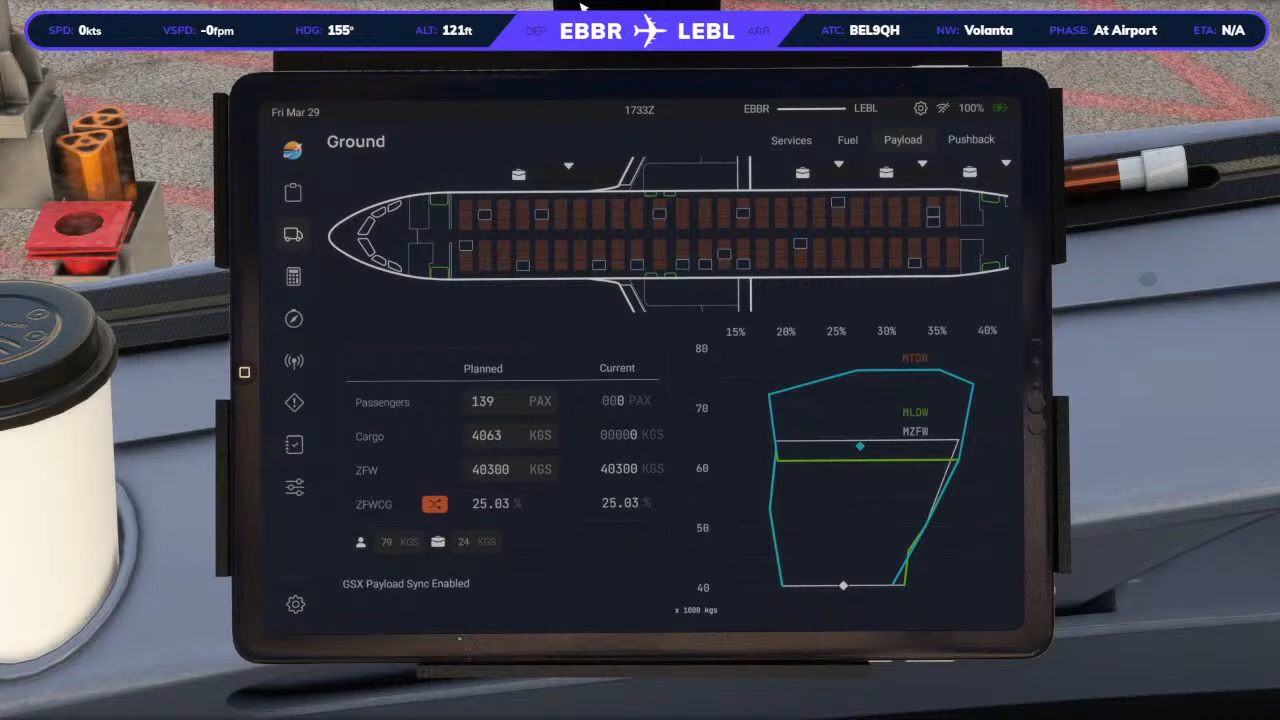 SPD: 0kts VSPD: -0fpm HDG: 155° ALT: 121ft DEP EBBR LEBL ARR ATC: BEL9QH NW: Volanta PHASE: At Airport ETA: N/A
Fri Mar 29 1733Z EBBR LEBL 100%
Ground Services Fuel Payload Pushback
15% 20% 25% 30% 35% 40%
80
MTOW
Planned Current
Passengers 139 PAX 000 PAX
70
MLDW
MZFW
Cargo 4063 KGS 00000 KGS
ZFW 40300 KGS 40300 KGS
60
ZFWCG 25.03 % 25.03 %
50
79 KGS 24 KGS
GSX Payload Sync Enabled
40
x 1000 kgs